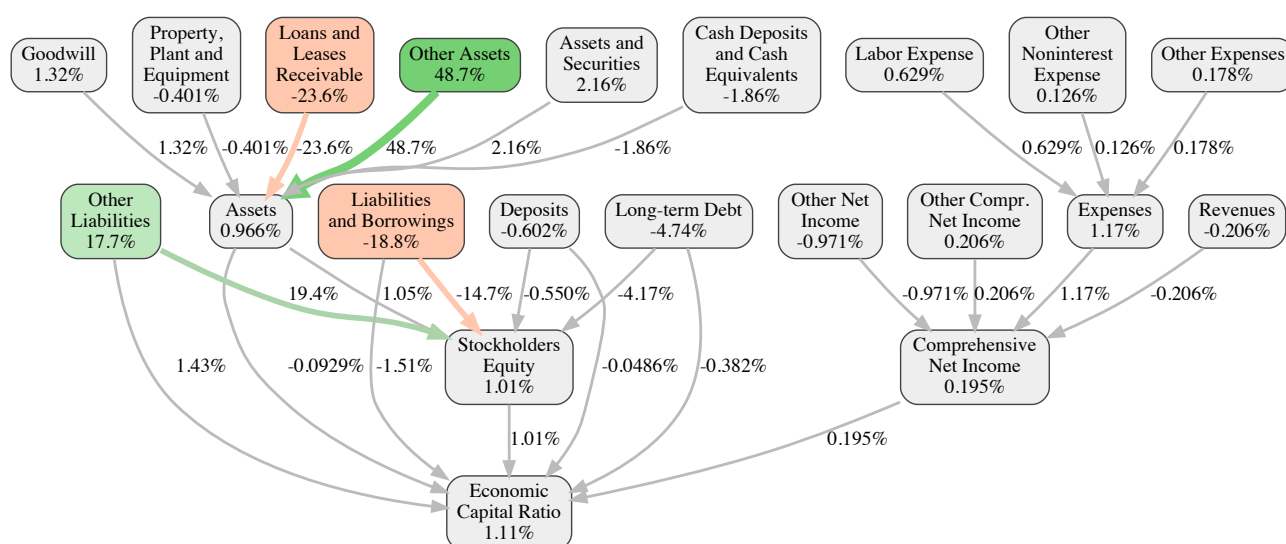 Goodwill
1.32%
Property,
Plant and
Equipment
-0.401%
Loans and
Leases
Receivable
-23.6%
Other Assets
48.7%
Assets and
Securities
2.16%
Cash Deposits
and Cash
Equivalents
-1.86%
Labor Expense
0.629%
Other
Noninterest
Expense
0.126%
Other Expenses
0.178%
1.32%
-0.401%
-23.6%
48.7%
2.16%
-1.86%
0.629%
0.126%
0.178%
Other
Liabilities
17.7%
Assets
0.966%
Liabilities
and Borrowings
-18.8%
Deposits
-0.602%
Long-term Debt
-4.74%
Other Net
Income
-0.971%
Other Compr.
Net Income
0.206%
Expenses
1.17%
Revenues
-0.206%
19.4%
1.05%
-14.7%
-0.550%
-4.17%
-0.971%
0.206%
1.17%
-0.206%
Stockholders
Equity
1.01%
Comprehensive
Net Income
0.195%
1.43%
-0.0929%
-1.51%
-0.0486%
-0.382%
1.01%
0.195%
Economic
Capital Ratio
1.11%